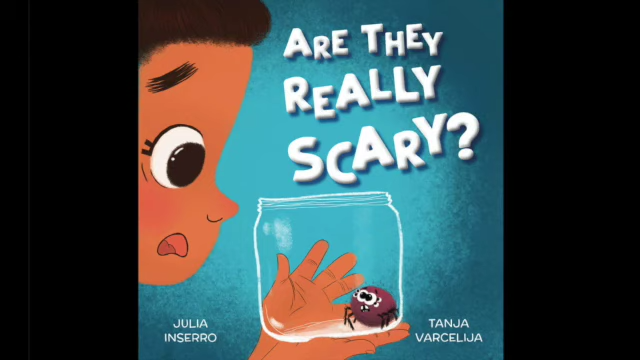 ARE THEY
REALLY
SCARY?
JULIA
INSERRO
TANJA
VARCELIJA